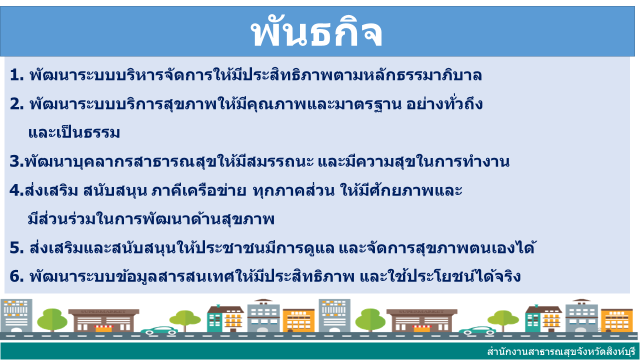 พันธกิจ
1. พัฒนาระบบบริหารจัดการให้มีประสิทธิภาพตามหลักธรรมาภิบาล
2. พัฒนาระบบบริการสุขภาพให้มีคุณภาพและมาตรฐาน อย่างทั่วถึง
และเป็นธรรม
3.พัฒนาบุคลากรสาธารณสุขให้มีสมรรถนะ และมีความสุขในการทำงาน
4.ส่งเสริม สนับสนุน ภาคีเครือข่าย ทุกภาคส่วน ให้มีศักยภาพและ
มีส่วนร่วมในการพัฒนาด้านสุขภาพ
5. ส่งเสริมและสนับสนุนให้ประชาชนมีการดูแล และจัดการสุขภาพตนเองได้
6. พัฒนาระบบข้อมูลสารสนเทศให้มีประสิทธิภาพ และใช้ประโยชน์ได้จริง
สำนักงานสาธารณสุขจังหวัดสิงห์บุรี